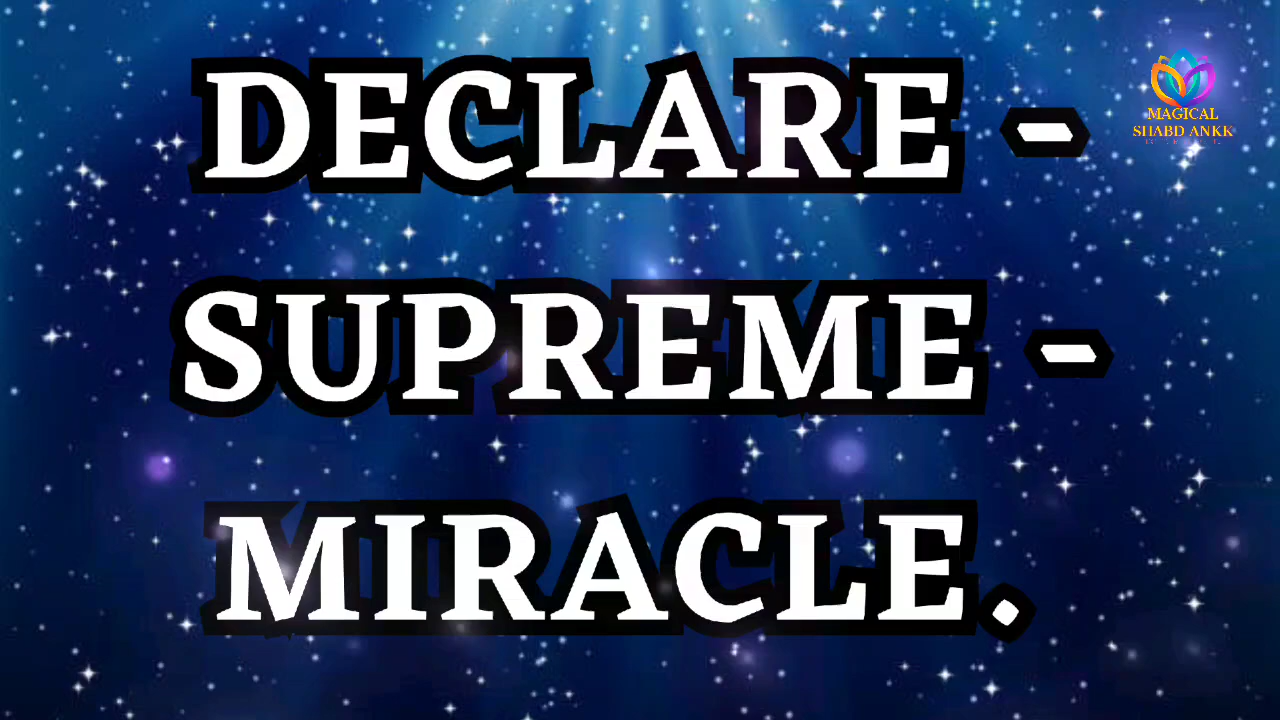 DECLARE -
SUPREME -
MIRACLE.
MAGICAL
SHABD ANKK